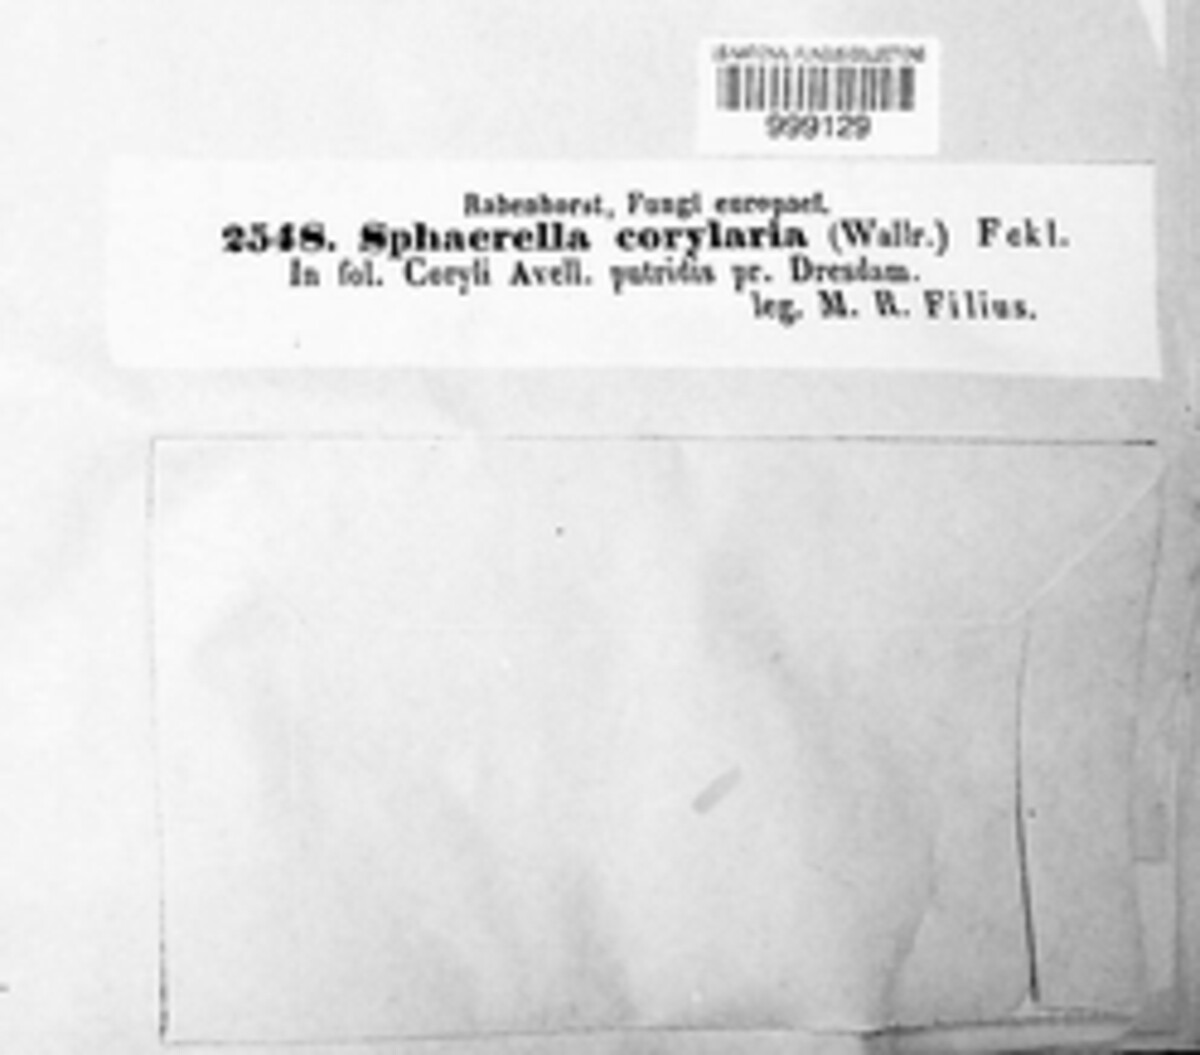 999129
Rabenhorst, Fungi europaei.
2548. Sphaerella corylaria (Wallr.) Fckl.
In fol. Coryli Avell. putridis pr. Dresdam.
leg. M. R. Filius.